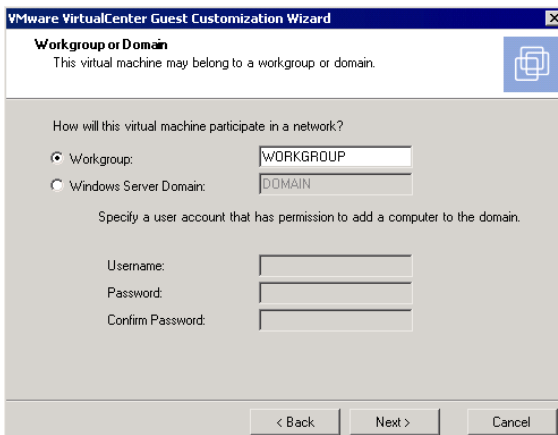 VMware VirtualCenter Guest Customization Wizard
Workgroup or Domain
This virtual machine may belong to a workgroup or domain.
How will this virtual machine participate in a network?
Workgroup: WORKGROUP
Windows Server Domain: DOMAIN
Specify a user account that has permission to add a computer to the domain.
Username:
Password:
Confirm Password:
< Back Next > Cancel